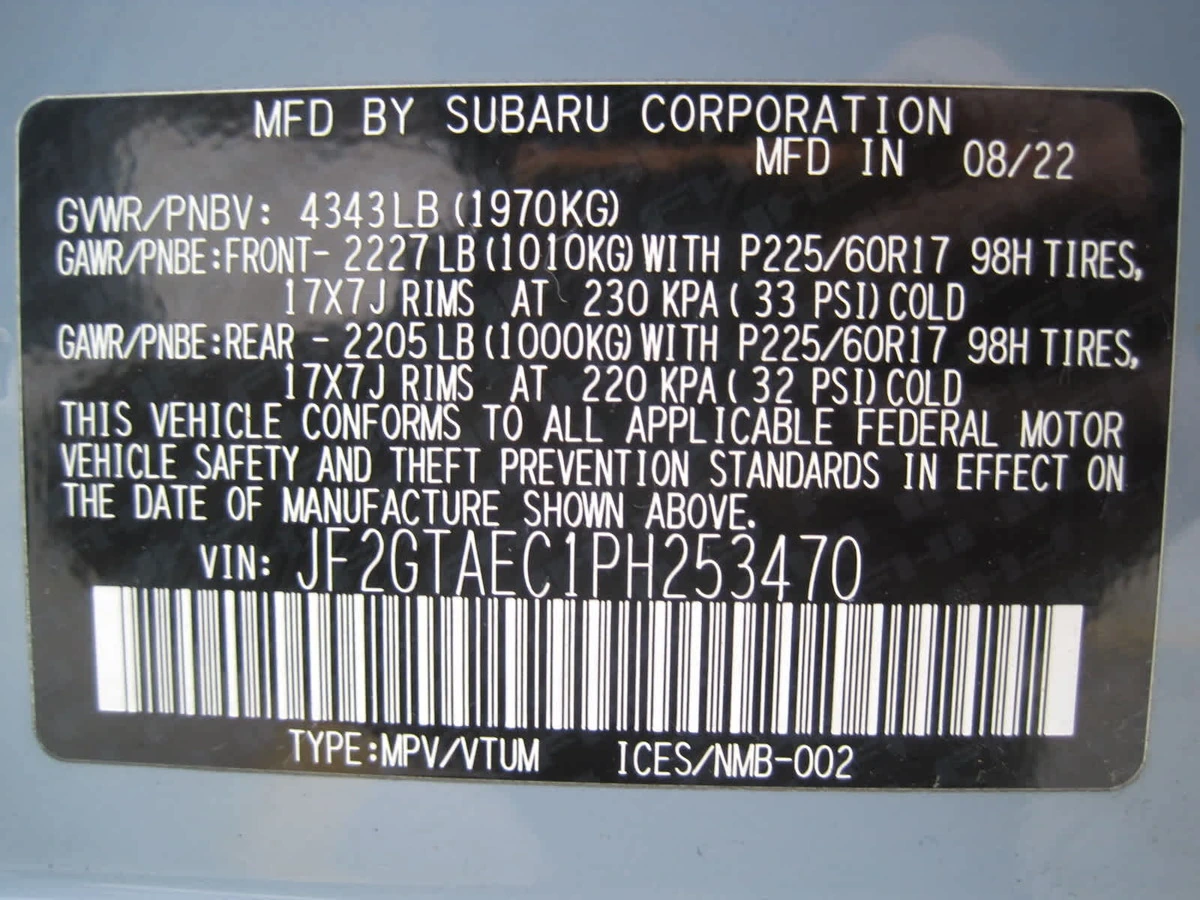 MFD BY SUBARU CORPORATION
MFD IN 08/22
GVWR/PNBV: 4343LB (1970KG)
GAWR/PNBE:FRONT- 2227LB (1010KG) WITH P225/60R17 98H TIRES,
17X7J RIMS AT 230 KPA ( 33 PSI) COLD
GAWR/PNBE:REAR - 2205LB (1000KG) WITH P225/60R17 98H TIRES,
17X7J RIMS AT 220 KPA ( 32 PSI) COLD
THIS VEHICLE CONFORMS TO ALL APPLICABLE FEDERAL MOTOR
VEHICLE SAFETY AND THEFT PREVENTION STANDARDS IN EFFECT ON
THE DATE OF MANUFACTURE SHOWN ABOVE.
VIN: JF2GTAEC1PH253470
TYPE:MPV/VTUM ICES/NMB-002